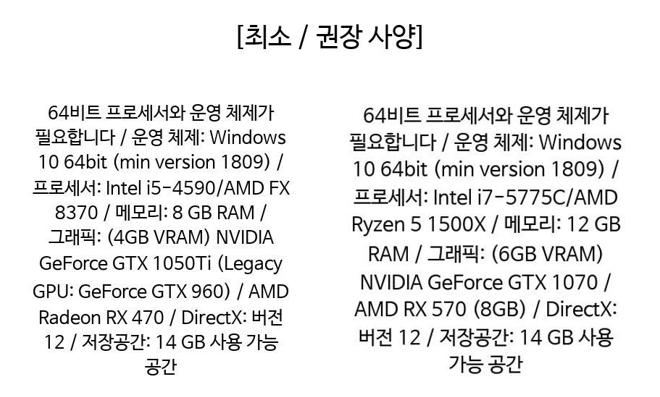 [최소 / 권장 사양]
64비트 프로세서와 운영 체제가
필요합니다 / 운영 체제: Windows
10 64bit (min version 1809) /
프로세서: Intel i5-4590/AMD FX
8370 / 메모리: 8 GB RAM /
그래픽: (4GB VRAM) NVIDIA
GeForce GTX 1050Ti (Legacy
GPU: GeForce GTX 960) / AMD
Radeon RX 470 / DirectX: 버전
12 / 저장공간: 14 GB 사용 가능
공간
64비트 프로세서와 운영 체제가
필요합니다 / 운영 체제: Windows
10 64bit (min version 1809) /
프로세서: Intel i7-5775C/AMD
Ryzen 5 1500X / 메모리: 12 GB
RAM / 그래픽: (6GB VRAM)
NVIDIA GeForce GTX 1070 /
AMD RX 570 (8GB) / DirectX:
버전 12 / 저장공간: 14 GB 사용
가능 공간